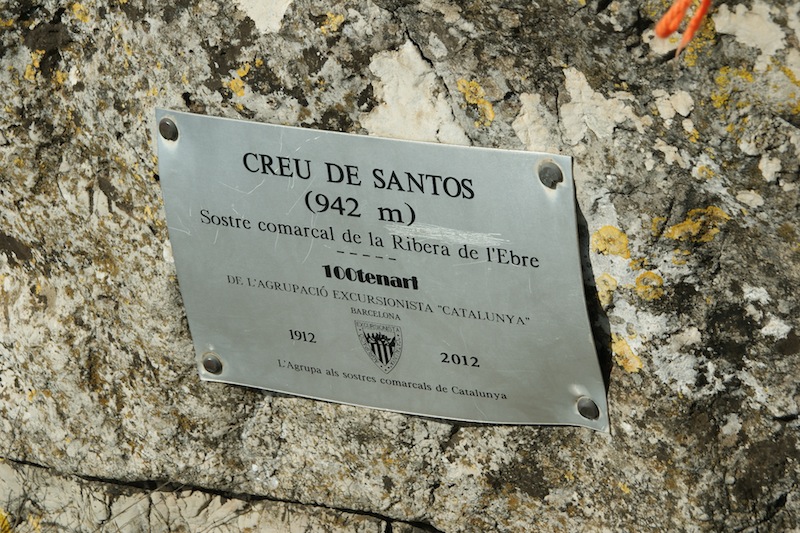 CREU DE SANTOS
(942 m)
Sostre comarcal de la Ribera de l'Ebre
-----
100tenari
DE L'AGRUPACIÓ EXCURSIONISTA "CATALUNYA"
BARCELONA
1912
EXCURSIONISTA
2012
L'Agrupa als sostres comarcals de Catalunya